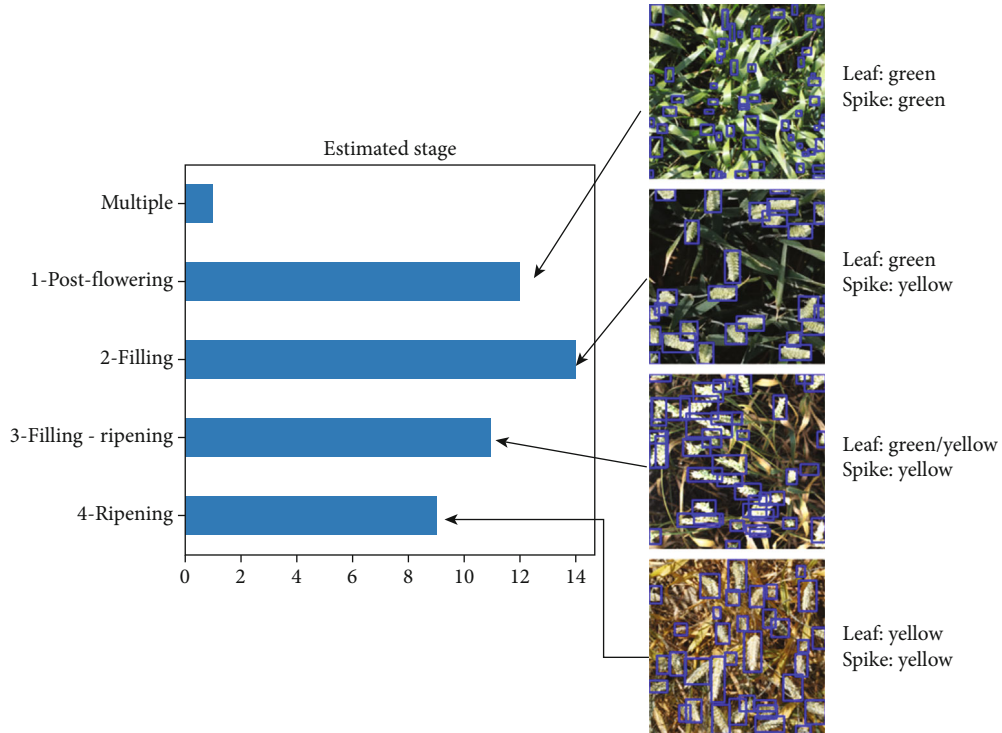 Estimated stage
Multiple
1-Post-flowering
2-Filling
3-Filling - ripening
4-Ripening
0 2 4 6 8 10 12 14
Leaf: green
Spike: green
Leaf: green
Spike: yellow
Leaf: green/yellow
Spike: yellow
Leaf: yellow
Spike: yellow